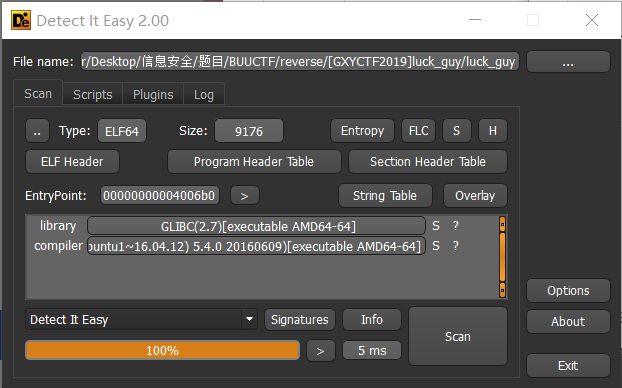 Detect It Easy 2.00
File name: r/Desktop/信息安全/题目/BUUCTF/reverse/[GXYCTF2019]luck_guy/luck_guy ...
Scan Scripts Plugins Log
.. Type: ELF64 Size: 9176 Entropy FLC S H
ELF Header Program Header Table Section Header Table
EntryPoint: 00000000004006b0 > String Table Overlay
library GLIBC(2.7)[executable AMD64-64] S ?
compiler buntu1~16.04.12) 5.4.0 20160609)[executable AMD64-64] S ?
Options
Detect It Easy Signatures Info Scan About
100% > 5 ms
Exit